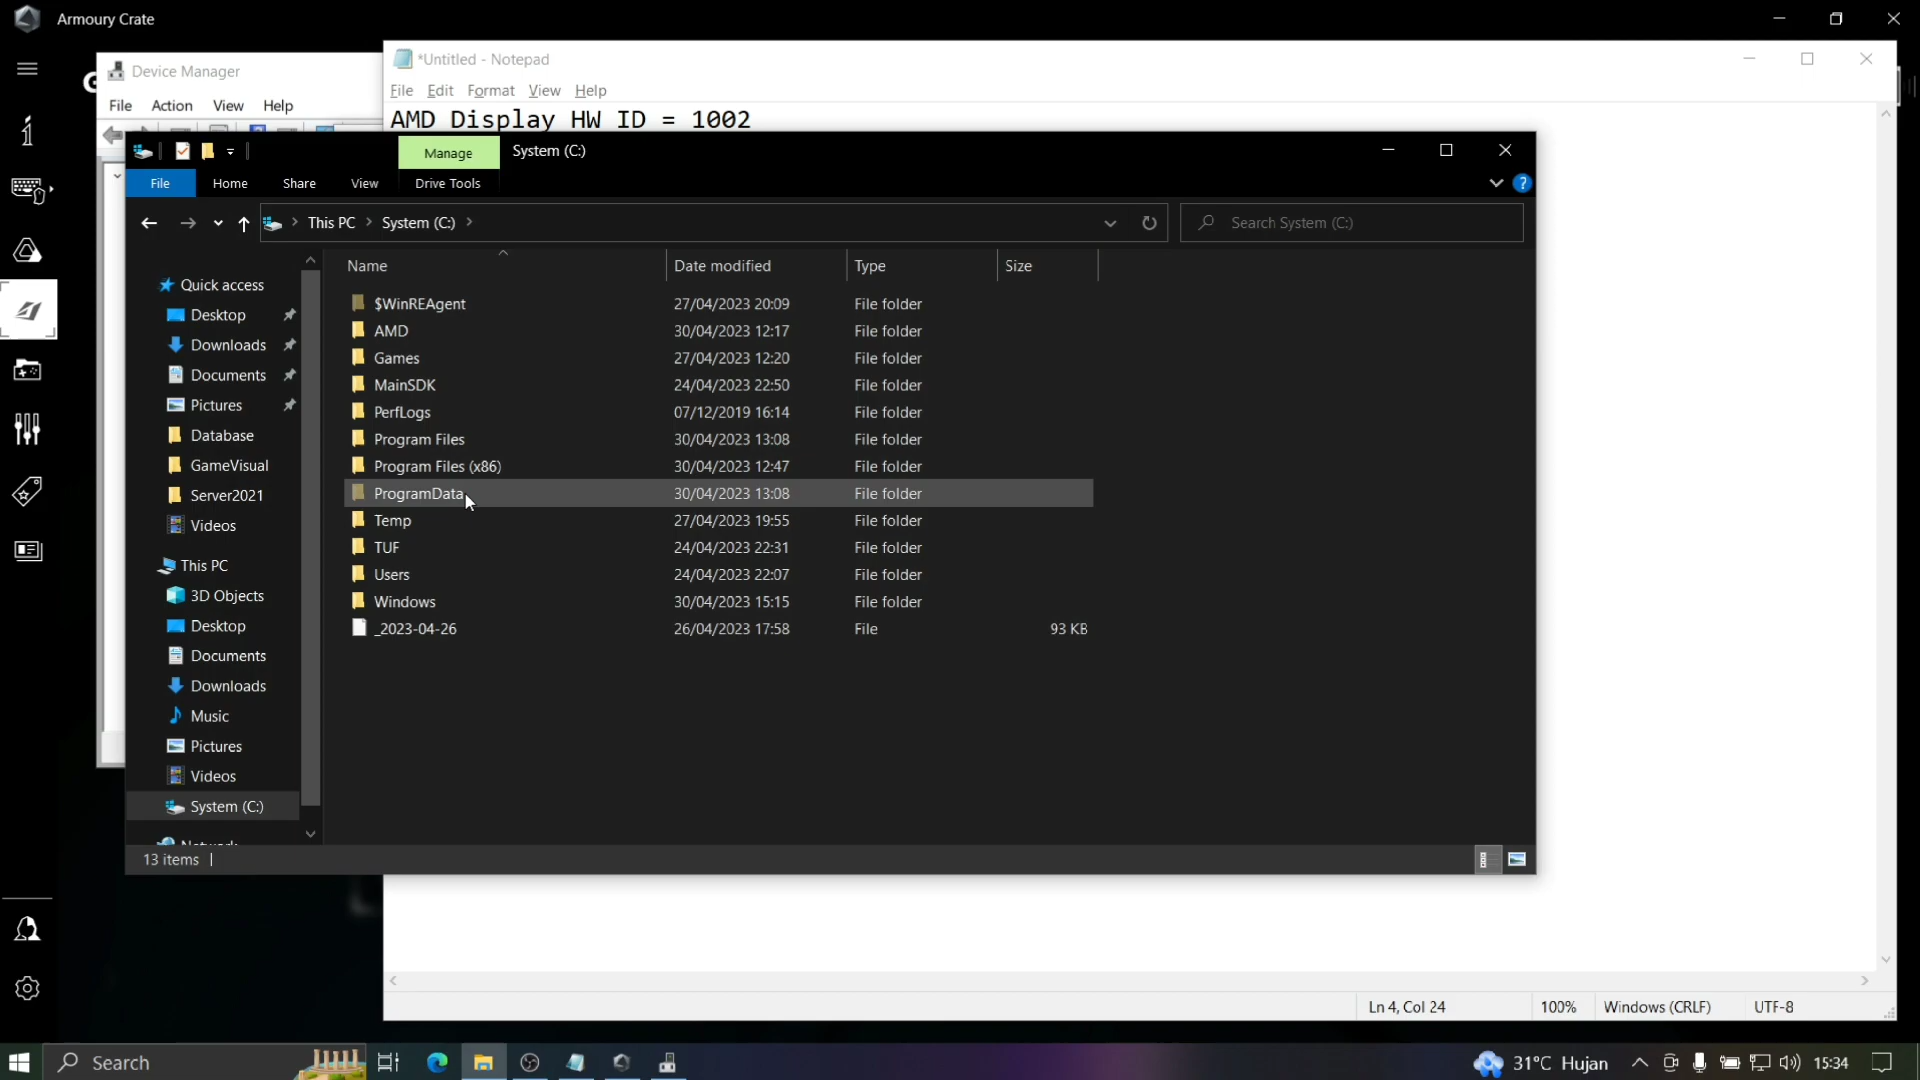 Armoury Crate
Device Manager
File Action View Help
*Untitled - Notepad
File Edit Format View Help
AMD Display HW ID = 1002
Manage
System (C:)
File Home Share View Drive Tools
This PC System (C:)
Search System (C:)
Name Date modified Type Size
Quick access
Desktop
Downloads
Documents
Pictures
Database
GameVisual
Server2021
Videos
This PC
3D Objects
Desktop
Documents
Downloads
Music
Pictures
Videos
System (C:)
$WinREAgent 27/04/2023 20:09 File folder
AMD 30/04/2023 12:17 File folder
Games 27/04/2023 12:20 File folder
MainSDK 24/04/2023 22:50 File folder
PerfLogs 07/12/2019 16:14 File folder
Program Files 30/04/2023 13:08 File folder
Program Files (x86) 30/04/2023 12:47 File folder
ProgramData 30/04/2023 13:08 File folder
Temp 27/04/2023 19:55 File folder
TUF 24/04/2023 22:31 File folder
Users 24/04/2023 22:07 File folder
Windows 30/04/2023 15:15 File folder
_2023-04-26 26/04/2023 17:58 File 93 KB
13 items
Ln 4, Col 24 100% Windows (CRLF) UTF-8
Search
31°C Hujan 15:34